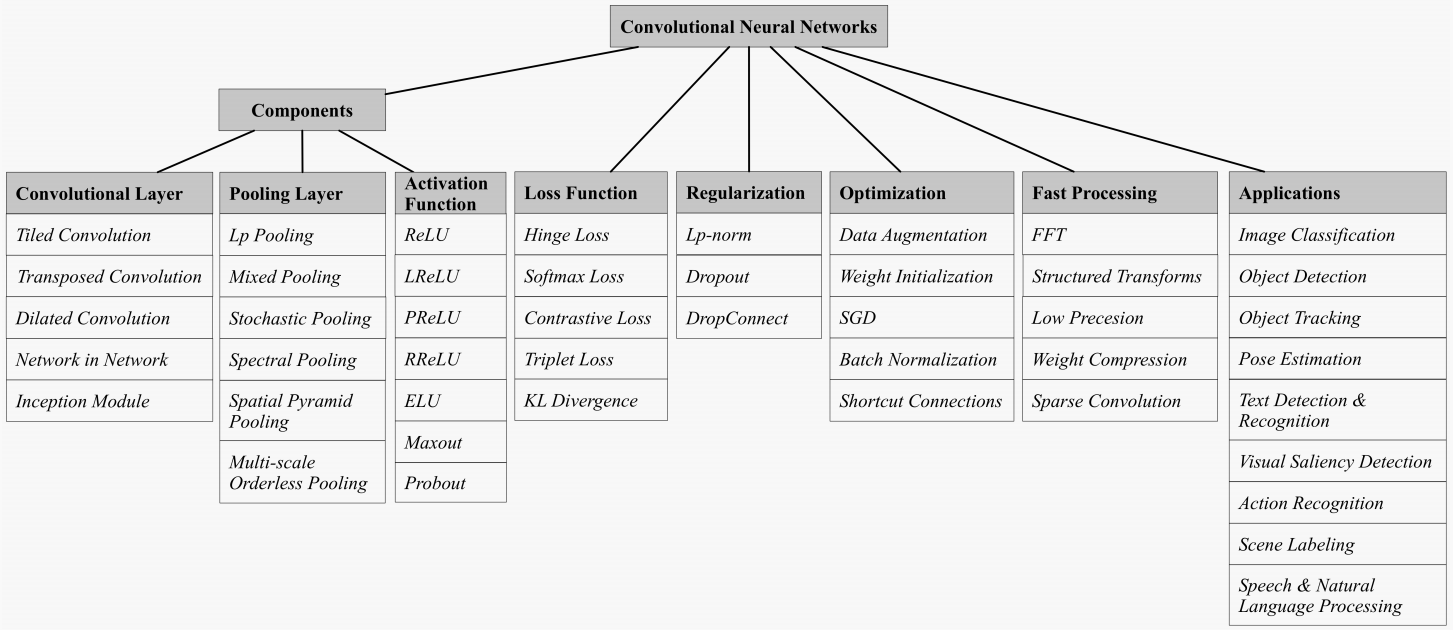 Convolutional Neural Networks
Components
Convolutional Layer
Tiled Convolution
Transposed Convolution
Dilated Convolution
Network in Network
Inception Module
Pooling Layer
Lp Pooling
Mixed Pooling
Stochastic Pooling
Spectral Pooling
Spatial Pyramid
Pooling
Multi-scale
Orderless Pooling
Activation
Function
ReLU
LReLU
PReLU
RReLU
ELU
Maxout
Probout
Loss Function
Hinge Loss
Softmax Loss
Contrastive Loss
Triplet Loss
KL Divergence
Regularization
Lp-norm
Dropout
DropConnect
Optimization
Data Augmentation
Weight Initialization
SGD
Batch Normalization
Shortcut Connections
Fast Processing
FFT
Structured Transforms
Low Precesion
Weight Compression
Sparse Convolution
Applications
Image Classification
Object Detection
Object Tracking
Pose Estimation
Text Detection &
Recognition
Visual Saliency Detection
Action Recognition
Scene Labeling
Speech & Natural
Language Processing